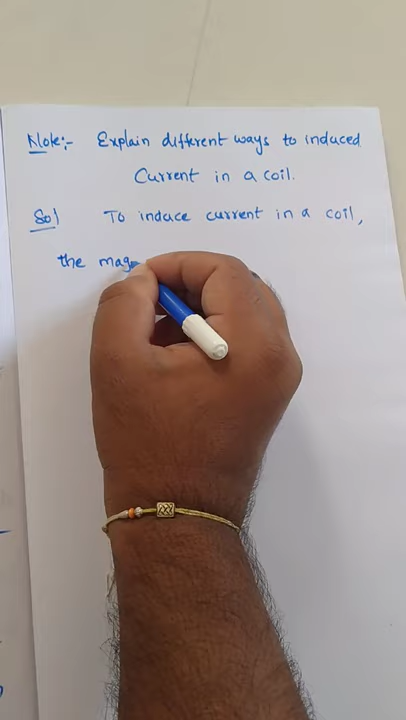 Note:- Explain different ways to induced
Current in a coil.
Sol To induce current in a coil,
the mag